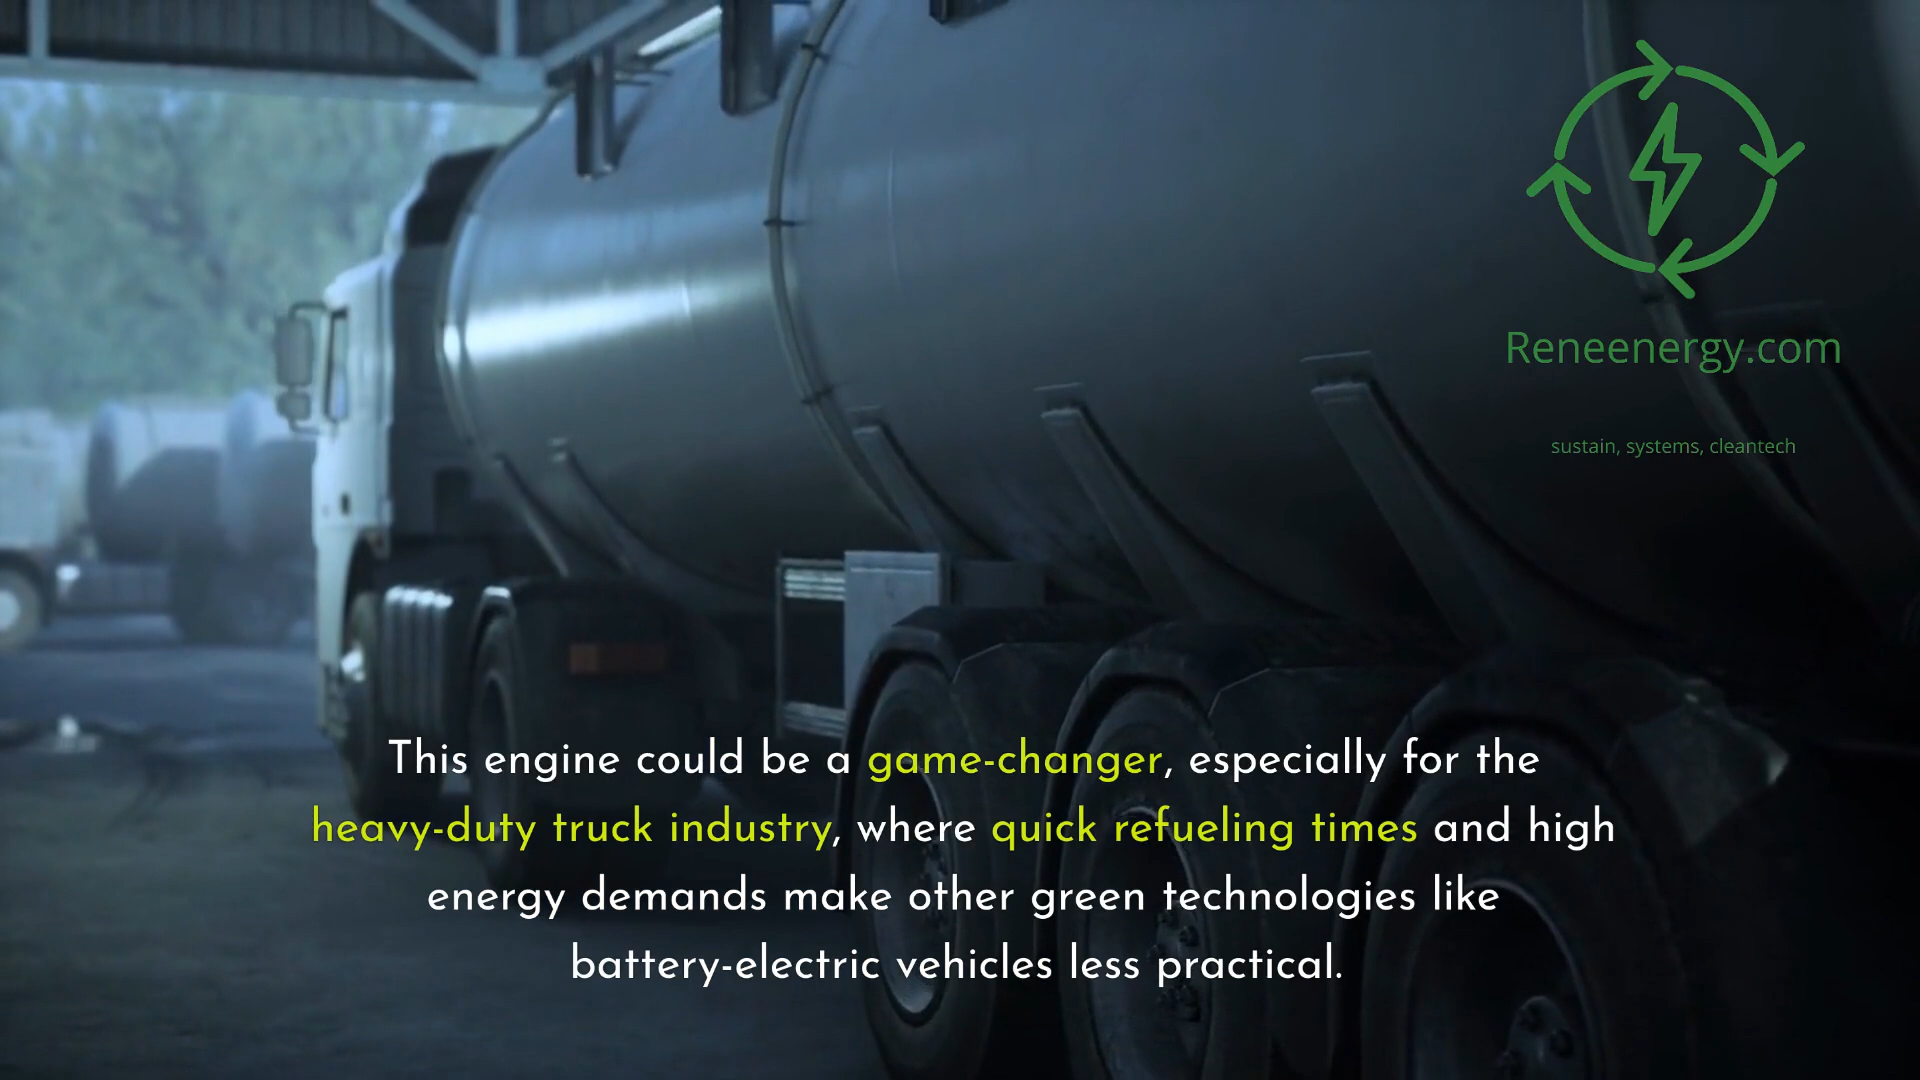 Reneenergy.com
sustain, systems, cleantech
This engine could be a game-changer, especially for the
heavy-duty truck industry, where quick refueling times and high
energy demands make other green technologies like
battery-electric vehicles less practical.